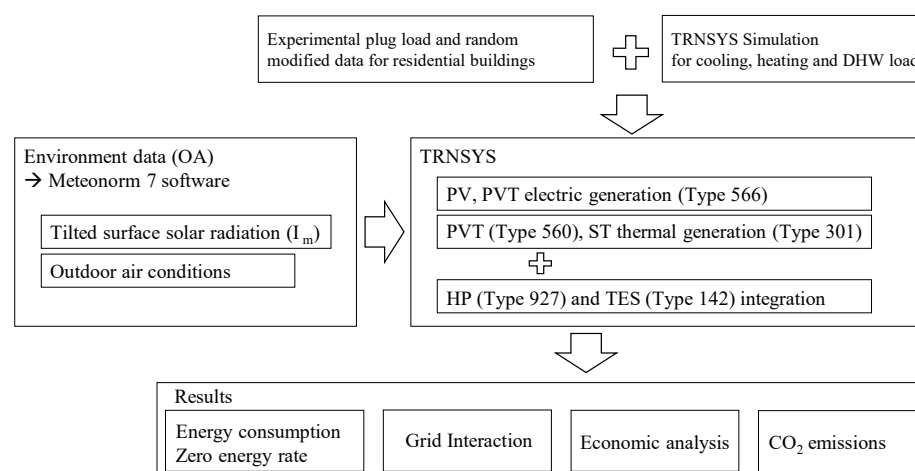 Experimental plug load and random
modified data for residential buildings
TRNSYS Simulation
for cooling, heating and DHW load
Environment data (OA)
→ Meteonorm 7 software
Tilted surface solar radiation (Iₘ)
Outdoor air conditions
TRNSYS
PV, PVT electric generation (Type 566)
PVT (Type 560), ST thermal generation (Type 301)
HP (Type 927) and TES (Type 142) integration
Results
Energy consumption
Zero energy rate
Grid Interaction
Economic analysis
CO₂ emissions